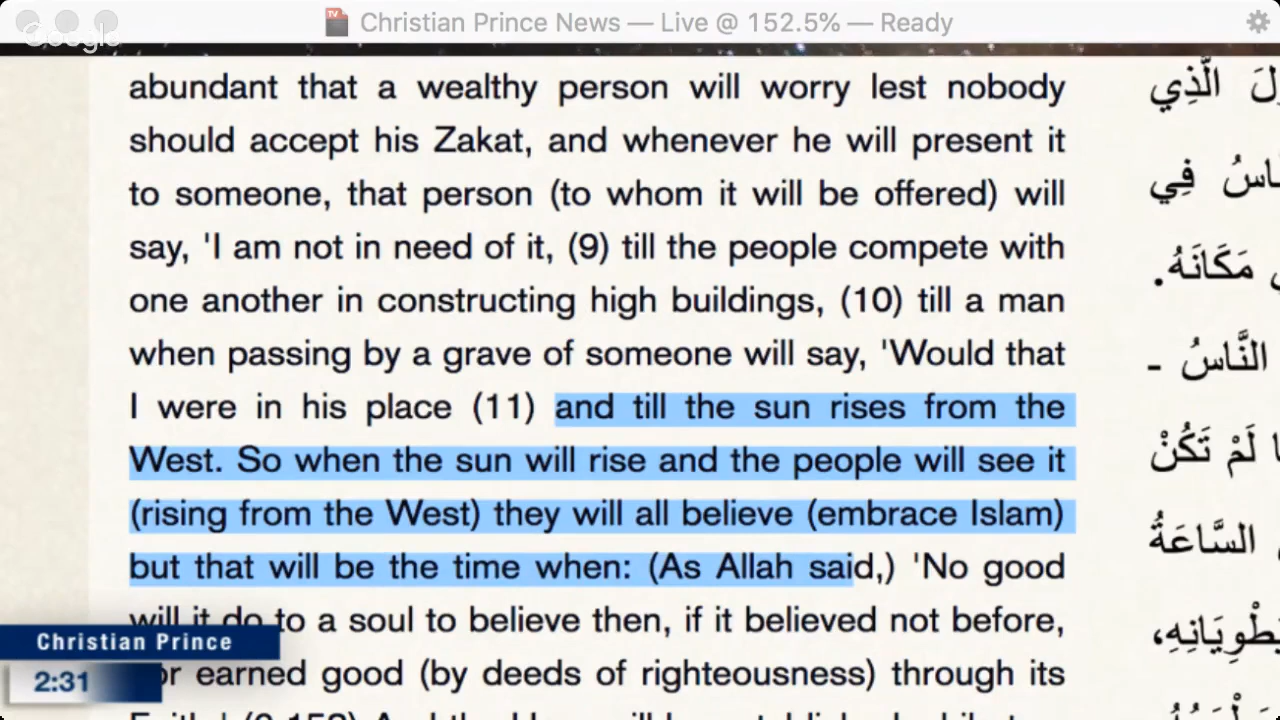 Christian Prince News — Live @ 152.5% — Ready
Google
abundant that a wealthy person will worry lest nobody
should accept his Zakat, and whenever he will present it
to someone, that person (to whom it will be offered) will
say, 'I am not in need of it, (9) till the people compete with
one another in constructing high buildings, (10) till a man
when passing by a grave of someone will say, 'Would that
I were in his place (11) and till the sun rises from the
West. So when the sun will rise and the people will see it
(rising from the West) they will all believe (embrace Islam)
but that will be the time when: (As Allah said,) 'No good
will it do to a soul to believe then, if it believed not before,
or earned good (by deeds of righteousness) through its
الَّذِي
فِي
مَكَانَهُ.
النَّاسُ -
لَمْ تَكُنْ
السَّاعَةُ
Christian Prince
2:31